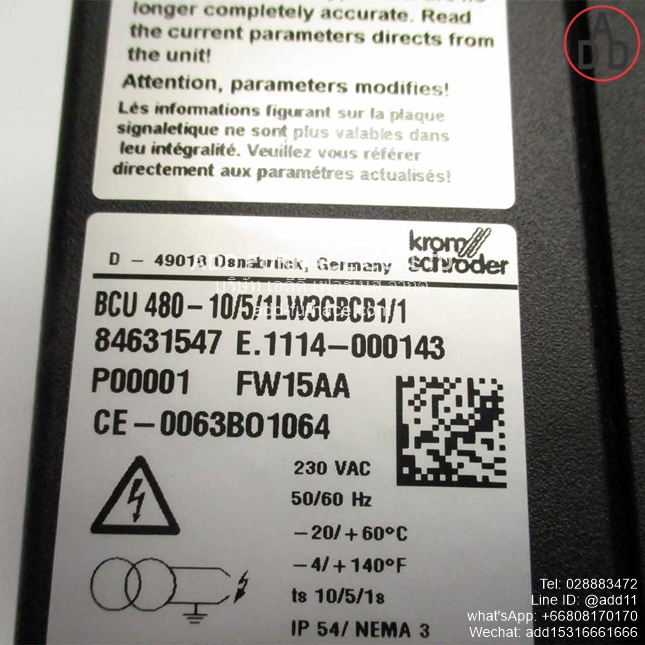 longer completely accurate. Read
the current parameters directs from
the unit!
Attention, parameters modifies!
Lés informations figurant sur la plaque
signaletique ne sont plus valables dans
leu intégralité. Veuillez vous référer
directement aux paramétres actualisés!
D - 49018 Osnabrück, Germany
krom
schröder
BCU 480-10/5/1LW3GBCB1/1
84631547 E.1114-000143
P00001 FW15AA
CE-0063BO1064
230 VAC
50/60 Hz
-20/+60°C
-4/+140°F
ts 10/5/1s
IP 54/ NEMA 3
ADD
Tel: 028883472
Line ID: @add11
what'sApp: +66808170170
Wechat: add15316661666